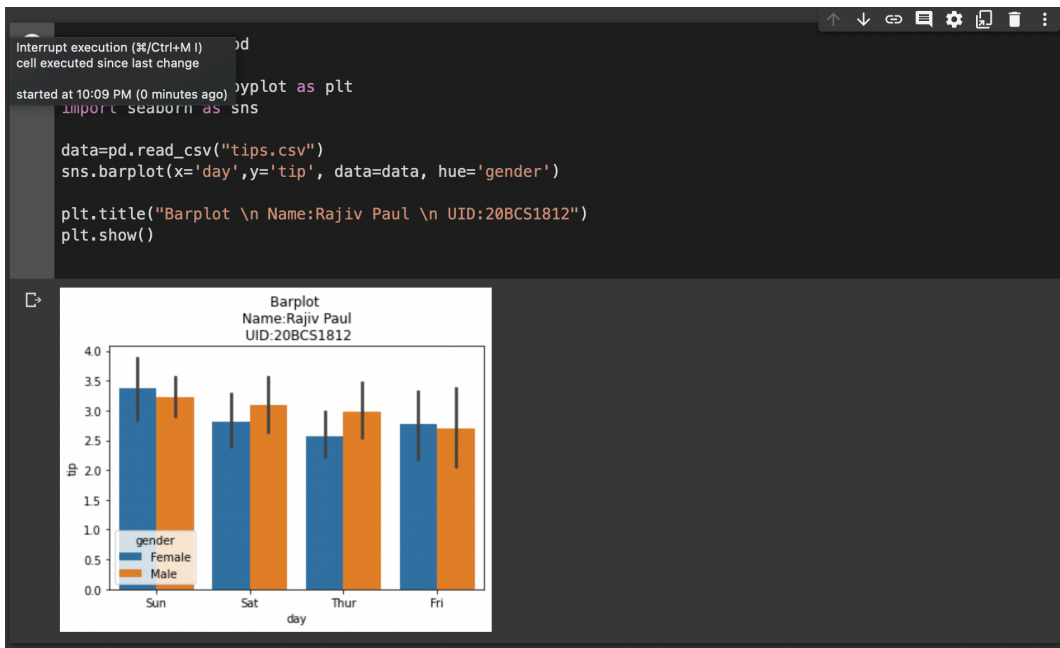 Interrupt execution (⌘/Ctrl+M I)
cell executed since last change
started at 10:09 PM (0 minutes ago)
od
pyplot as plt
import seaborn as sns
data=pd.read_csv("tips.csv")
sns.barplot(x='day',y='tip', data=data, hue='gender')
plt.title("Barplot \n Name:Rajiv Paul \n UID:20BCS1812")
plt.show()
Barplot
Name:Rajiv Paul
UID:20BCS1812
4.0
3.5
3.0
2.5
2.0
1.5
1.0
0.5
0.0
tip
gender
Female
Male
Sun Sat Thur Fri
day